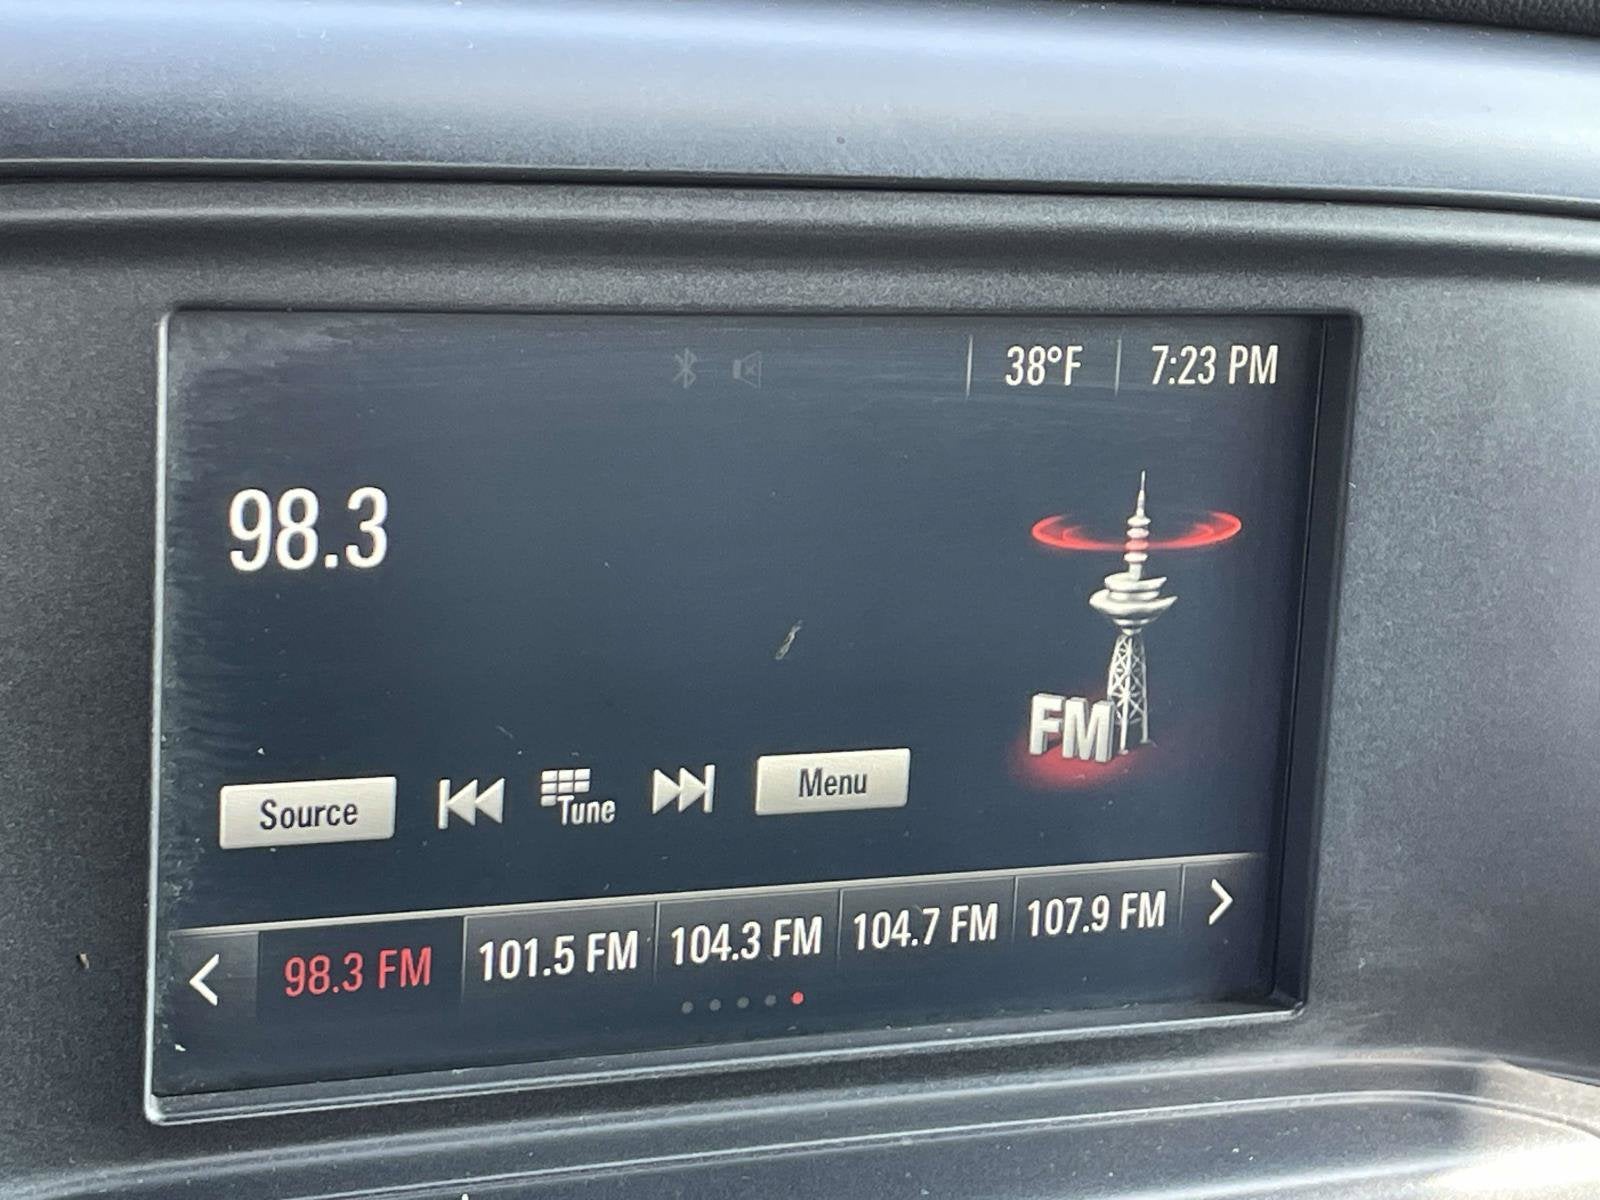 38°F 7:23 PM
98.3
FM
Source Tune Menu
98.3 FM 101.5 FM 104.3 FM 104.7 FM 107.9 FM